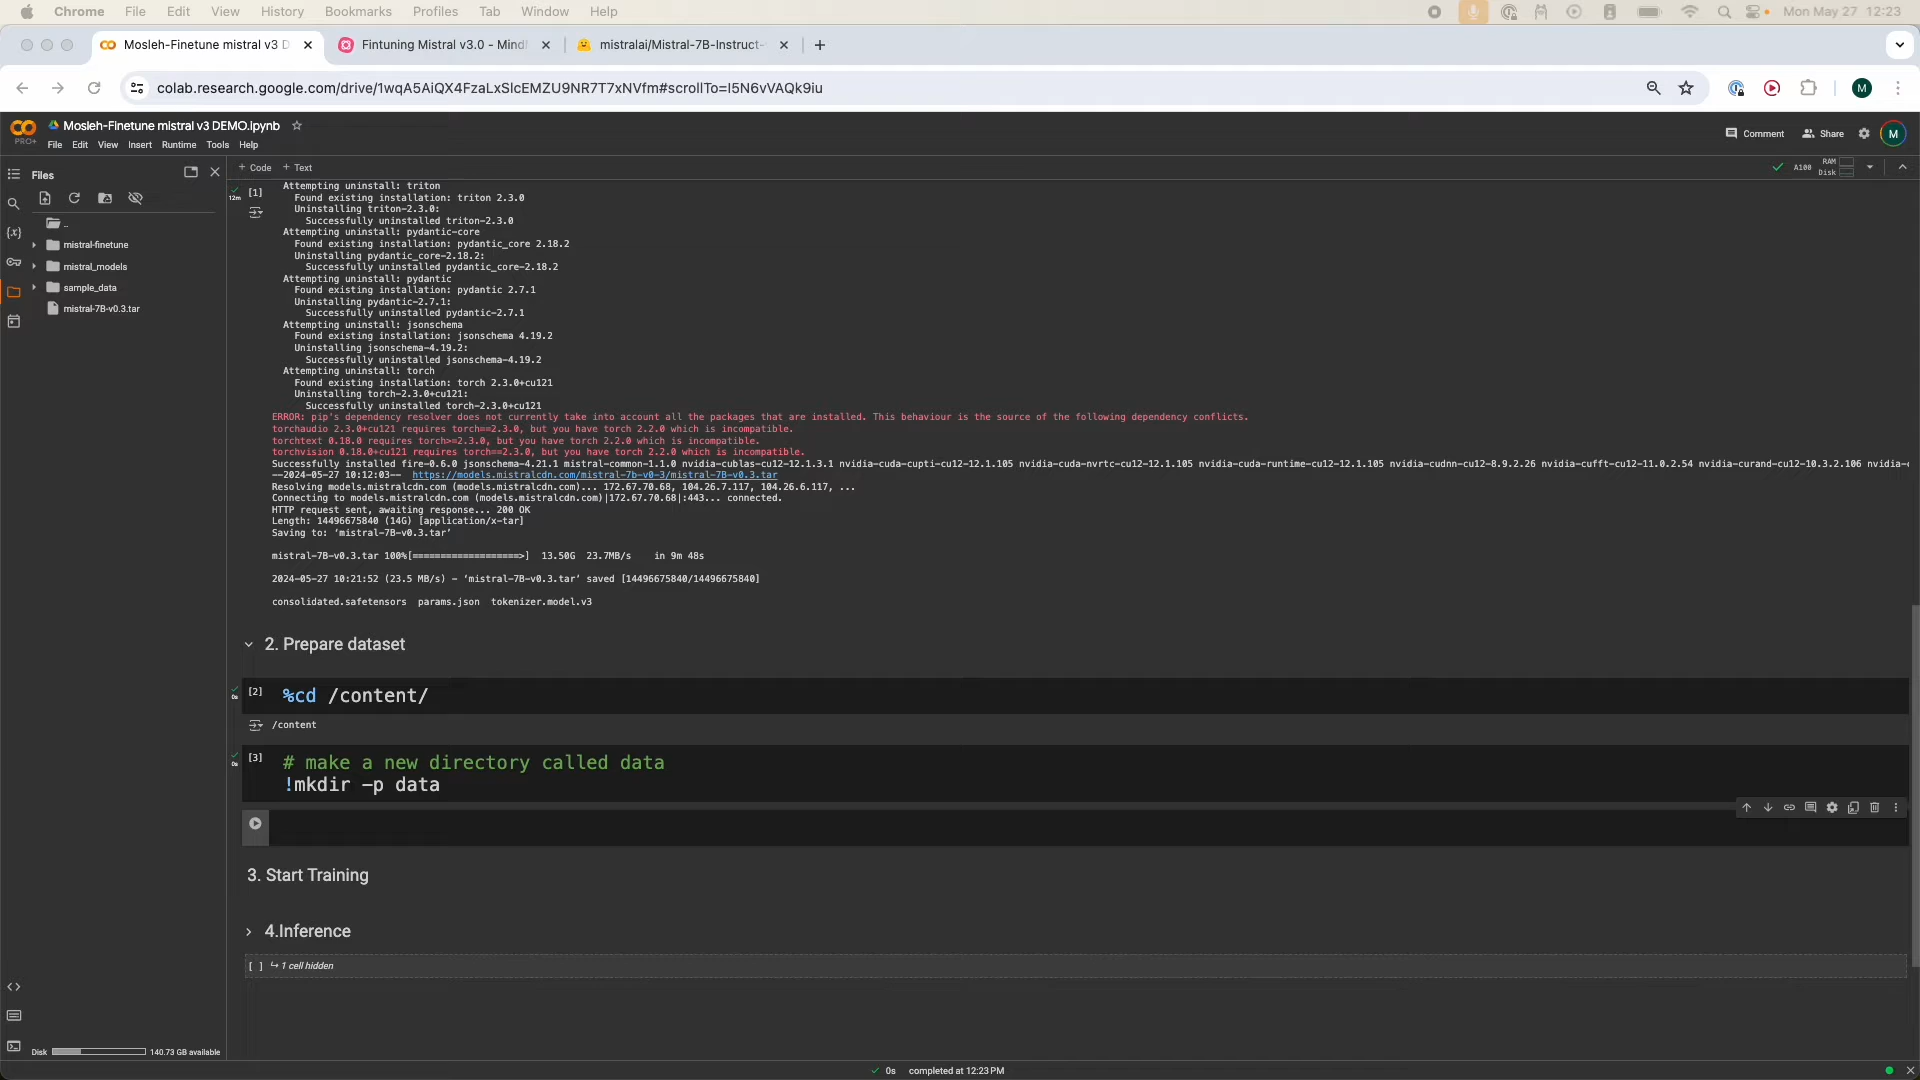 Chrome File Edit View History Bookmarks Profiles Tab Window Help Mon May 27 12:23
Mosleh-Finetune mistral v3 D
Fintuning Mistral v3.0 - Mind
mistralai/Mistral-7B-Instruct-
colab.research.google.com/drive/1wqA5AiQX4FzaLxSlcEMZU9NR7T7xNVfm#scrollTo=I5N6vVAQk9iu
M
PRO+
Mosleh-Finetune mistral v3 DEMO.ipynb
Comment Share M
File Edit View Insert Runtime Tools Help
Files
+ Code + Text
A100 RAM
Disk
..
mistral-finetune
mistral_models
sample_data
mistral-7B-v0.3.tar
[1]
12m
Attempting uninstall: triton
Found existing installation: triton 2.3.0
Uninstalling triton-2.3.0:
Successfully uninstalled triton-2.3.0
Attempting uninstall: pydantic-core
Found existing installation: pydantic_core 2.18.2
Uninstalling pydantic_core-2.18.2:
Successfully uninstalled pydantic_core-2.18.2
Attempting uninstall: pydantic
Found existing installation: pydantic 2.7.1
Uninstalling pydantic-2.7.1:
Successfully uninstalled pydantic-2.7.1
Attempting uninstall: jsonschema
Found existing installation: jsonschema 4.19.2
Uninstalling jsonschema-4.19.2:
Successfully uninstalled jsonschema-4.19.2
Attempting uninstall: torch
Found existing installation: torch 2.3.0+cu121
Uninstalling torch-2.3.0+cu121:
Successfully uninstalled torch-2.3.0+cu121
ERROR: pip's dependency resolver does not currently take into account all the packages that are installed. This behaviour is the source of the following dependency conflicts.
torchaudio 2.3.0+cu121 requires torch==2.3.0, but you have torch 2.2.0 which is incompatible.
torchtext 0.18.0 requires torch>=2.3.0, but you have torch 2.2.0 which is incompatible.
torchvision 0.18.0+cu121 requires torch==2.3.0, but you have torch 2.2.0 which is incompatible.
Successfully installed fire-0.6.0 jsonschema-4.21.1 mistral-common-1.1.0 nvidia-cublas-cu12-12.1.3.1 nvidia-cuda-cupti-cu12-12.1.105 nvidia-cuda-nvrtc-cu12-12.1.105 nvidia-cuda-runtime-cu12-12.1.105 nvidia-cudnn-cu12-8.9.2.26 nvidia-cufft-cu12-11.0.2.54 nvidia-curand-cu12-10.3.2.106 nvidia-c
--2024-05-27 10:12:03-- https://models.mistralcdn.com/mistral-7b-v0-3/mistral-7B-v0.3.tar
Resolving models.mistralcdn.com (models.mistralcdn.com)... 172.67.70.68, 104.26.7.117, 104.26.6.117, ...
Connecting to models.mistralcdn.com (models.mistralcdn.com)|172.67.70.68|:443... connected.
HTTP request sent, awaiting response... 200 OK
Length: 14496675840 (14G) [application/x-tar]
Saving to: ‘mistral-7B-v0.3.tar’
mistral-7B-v0.3.tar 100%[===================>] 13.50G 23.7MB/s in 9m 48s
2024-05-27 10:21:52 (23.5 MB/s) - ‘mistral-7B-v0.3.tar’ saved [14496675840/14496675840]
consolidated.safetensors params.json tokenizer.model.v3
2. Prepare dataset
0s [2] %cd /content/
/content
0s [3] # make a new directory called data
!mkdir -p data
3. Start Training
4.Inference
[ ] ↪ 1 cell hidden
Disk 140.73 GB available
0s completed at 12:23 PM